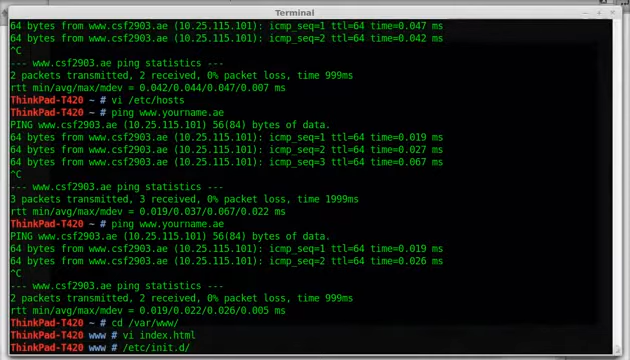 Terminal
64 bytes from www.csf2903.ae (10.25.115.101): icmp_seq=1 ttl=64 time=0.047 ms
64 bytes from www.csf2903.ae (10.25.115.101): icmp_seq=2 ttl=64 time=0.042 ms
^C
--- www.csf2903.ae ping statistics ---
2 packets transmitted, 2 received, 0% packet loss, time 999ms
rtt min/avg/max/mdev = 0.042/0.044/0.047/0.007 ms
ThinkPad-T420 ~ # vi /etc/hosts
ThinkPad-T420 ~ # ping www.yourname.ae
PING www.csf2903.ae (10.25.115.101) 56(84) bytes of data.
64 bytes from www.csf2903.ae (10.25.115.101): icmp_seq=1 ttl=64 time=0.019 ms
64 bytes from www.csf2903.ae (10.25.115.101): icmp_seq=2 ttl=64 time=0.027 ms
64 bytes from www.csf2903.ae (10.25.115.101): icmp_seq=3 ttl=64 time=0.067 ms
^C
--- www.csf2903.ae ping statistics ---
3 packets transmitted, 3 received, 0% packet loss, time 1999ms
rtt min/avg/max/mdev = 0.019/0.037/0.067/0.022 ms
ThinkPad-T420 ~ # ping www.yourname.ae
PING www.csf2903.ae (10.25.115.101) 56(84) bytes of data.
64 bytes from www.csf2903.ae (10.25.115.101): icmp_seq=1 ttl=64 time=0.019 ms
64 bytes from www.csf2903.ae (10.25.115.101): icmp_seq=2 ttl=64 time=0.026 ms
^C
--- www.csf2903.ae ping statistics ---
2 packets transmitted, 2 received, 0% packet loss, time 999ms
rtt min/avg/max/mdev = 0.019/0.022/0.026/0.005 ms
ThinkPad-T420 ~ # cd /var/www/
ThinkPad-T420 www # vi index.html
ThinkPad-T420 www # /etc/init.d/